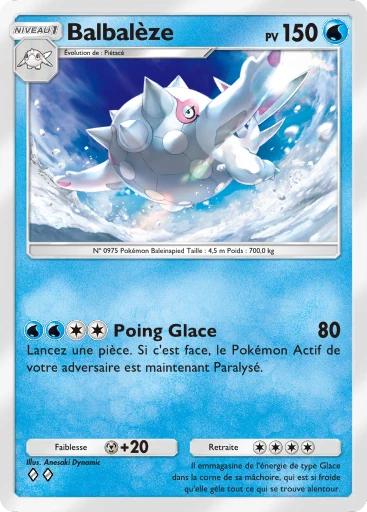 NIVEAU 1
Balbalèze
PV 150
Évolution de : Piétacé
N° 0975 Pokémon Baleinapied Taille : 4,5 m Poids : 700,0 kg
Poing Glace 80
Lancez une pièce. Si c'est face, le Pokémon Actif de
votre adversaire est maintenant Paralysé.
Faiblesse +20 Retraite
Illus. Anesaki Dynamic
Il emmagasine de l'énergie de type Glace
dans la corne de sa mâchoire, qui est si froide
qu'elle gèle tout ce qui se trouve alentour.